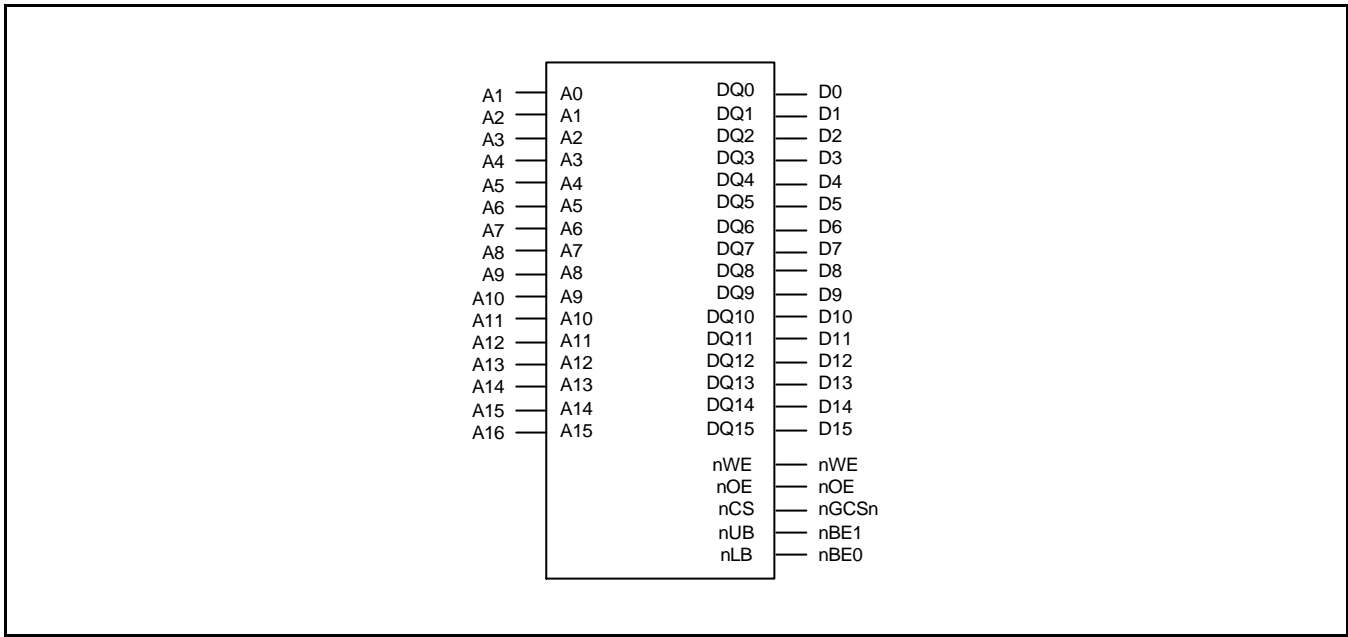 A1 A0 DQ0 D0
A2 A1 DQ1 D1
A3 A2 DQ2 D2
A4 A3 DQ3 D3
A5 A4 DQ4 D4
A6 A5 DQ5 D5
A7 A6 DQ6 D6
A8 A7 DQ7 D7
A9 A8 DQ8 D8
A10 A9 DQ9 D9
A11 A10 DQ10 D10
A12 A11 DQ11 D11
A13 A12 DQ12 D12
A14 A13 DQ13 D13
A15 A14 DQ14 D14
A16 A15 DQ15 D15
nWE nWE
nOE nOE
nCS nGCSn
nUB nBE1
nLB nBE0